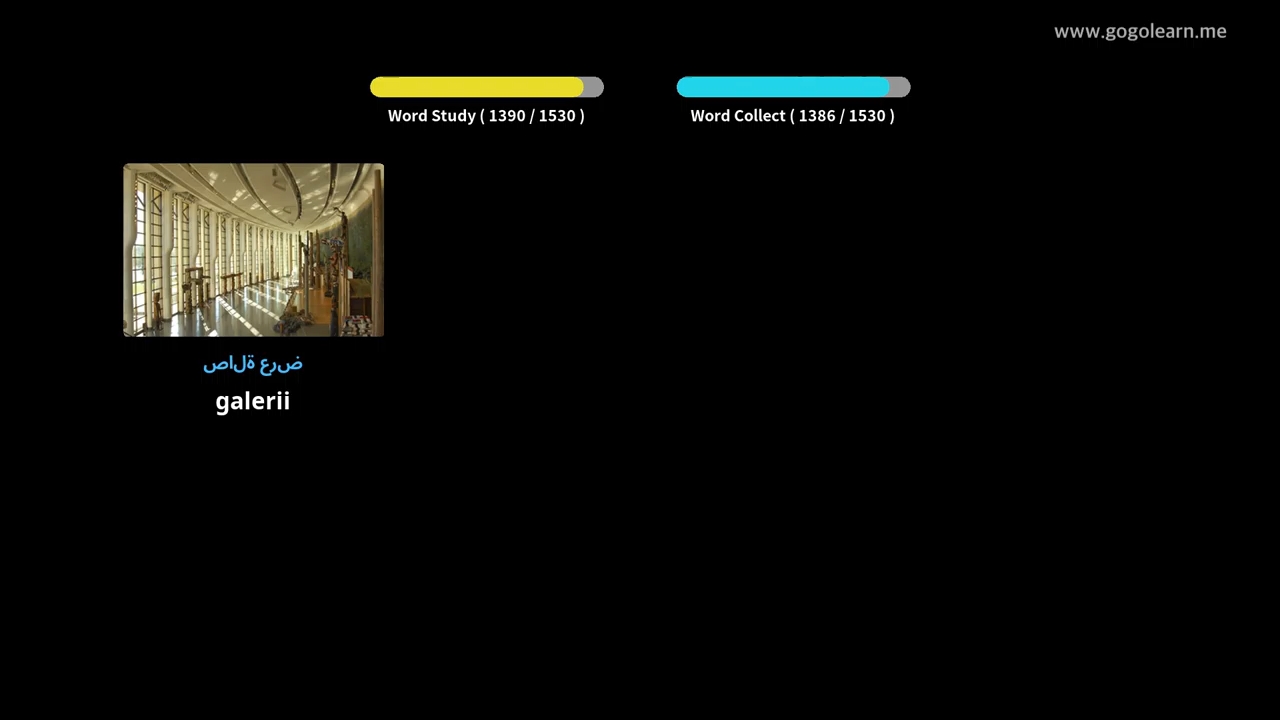 www.gogolearn.me
Word Study ( 1390 / 1530 )
Word Collect ( 1386 / 1530 )
ضرع ةلاص
galerii